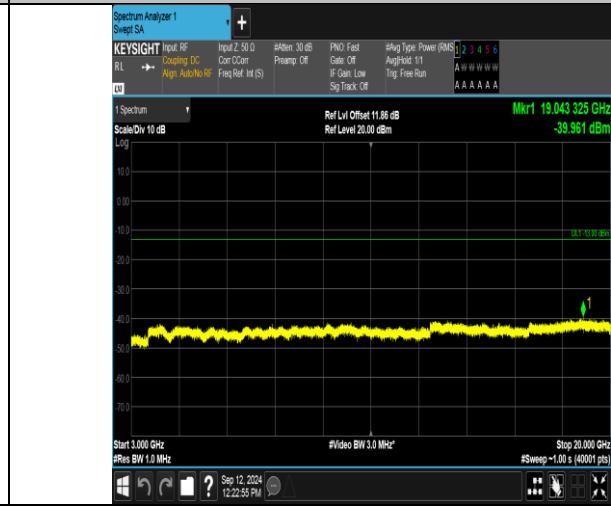 Spectrum Analyzer 1
Swept SA
+
KEYSIGHT
RL
LXI
Input: RF
Coupling: DC
Align: Auto/No RF
Input Z: 50 Ω
Corr CCorr
Freq Ref: Int (S)
#Atten: 30 dB
Preamp: Off
PNO: Fast
Gate: Off
IF Gain: Low
Sig Track: Off
#Avg Type: Power (RMS
Avg|Hold: 1/1
Trig: Free Run
1 2 3 4 5 6
A W W W W W
A A A A A A
1 Spectrum
Scale/Div 10 dB
Log
Ref Lvl Offset 11.86 dB
Ref Level 20.00 dBm
Mkr1 19.043 325 GHz
-39.961 dBm
10.0
0.00
-10.0
DL1 -13.00 dBm
-20.0
-30.0
1
-40.0
-50.0
-60.0
-70.0
Start 3.000 GHz
#Video BW 3.0 MHz*
Stop 20.000 GHz
#Res BW 1.0 MHz
#Sweep ~1.00 s (40001 pts)
?
Sep 12, 2024
12:22:55 PM